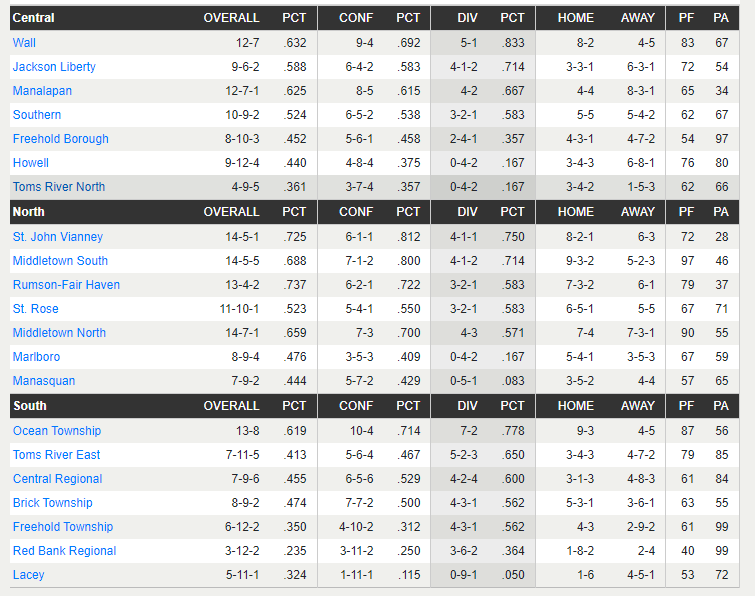 Central OVERALL PCT CONF PCT DIV PCT HOME AWAY PF PA
Wall 12-7 .632 9-4 .692 5-1 .833 8-2 4-5 83 67
Jackson Liberty 9-6-2 .588 6-4-2 .583 4-1-2 .714 3-3-1 6-3-1 72 54
Manalapan 12-7-1 .625 8-5 .615 4-2 .667 4-4 8-3-1 65 34
Southern 10-9-2 .524 6-5-2 .538 3-2-1 .583 5-5 5-4-2 62 67
Freehold Borough 8-10-3 .452 5-6-1 .458 2-4-1 .357 4-3-1 4-7-2 54 97
Howell 9-12-4 .440 4-8-4 .375 0-4-2 .167 3-4-3 6-8-1 76 80
Toms River North 4-9-5 .361 3-7-4 .357 0-4-2 .167 3-4-2 1-5-3 62 66
North OVERALL PCT CONF PCT DIV PCT HOME AWAY PF PA
St. John Vianney 14-5-1 .725 6-1-1 .812 4-1-1 .750 8-2-1 6-3 72 28
Middletown South 14-5-5 .688 7-1-2 .800 4-1-2 .714 9-3-2 5-2-3 97 46
Rumson-Fair Haven 13-4-2 .737 6-2-1 .722 3-2-1 .583 7-3-2 6-1 79 37
St. Rose 11-10-1 .523 5-4-1 .550 3-2-1 .583 6-5-1 5-5 67 71
Middletown North 14-7-1 .659 7-3 .700 4-3 .571 7-4 7-3-1 90 55
Marlboro 8-9-4 .476 3-5-3 .409 0-4-2 .167 5-4-1 3-5-3 67 59
Manasquan 7-9-2 .444 5-7-2 .429 0-5-1 .083 3-5-2 4-4 57 65
South OVERALL PCT CONF PCT DIV PCT HOME AWAY PF PA
Ocean Township 13-8 .619 10-4 .714 7-2 .778 9-3 4-5 87 56
Toms River East 7-11-5 .413 5-6-4 .467 5-2-3 .650 3-4-3 4-7-2 79 85
Central Regional 7-9-6 .455 6-5-6 .529 4-2-4 .600 3-1-3 4-8-3 61 84
Brick Township 8-9-2 .474 7-7-2 .500 4-3-1 .562 5-3-1 3-6-1 63 55
Freehold Township 6-12-2 .350 4-10-2 .312 4-3-1 .562 4-3 2-9-2 61 99
Red Bank Regional 3-12-2 .235 3-11-2 .250 3-6-2 .364 1-8-2 2-4 40 99
Lacey 5-11-1 .324 1-11-1 .115 0-9-1 .050 1-6 4-5-1 53 72